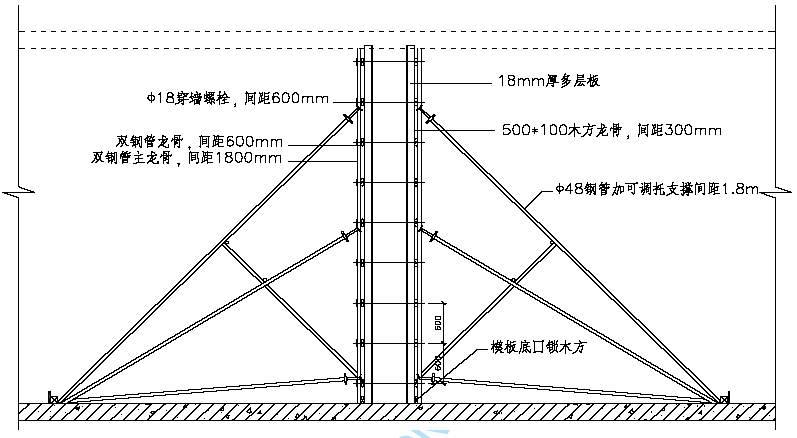 18mm厚多层板
Φ18穿墙螺栓，间距600mm
500*100木方龙骨，间距300mm
双钢管龙骨，间距600mm
双钢管主龙骨，间距1800mm
Φ48钢管加可调托支撑间距1.8m
600
模板底口锁木方
600